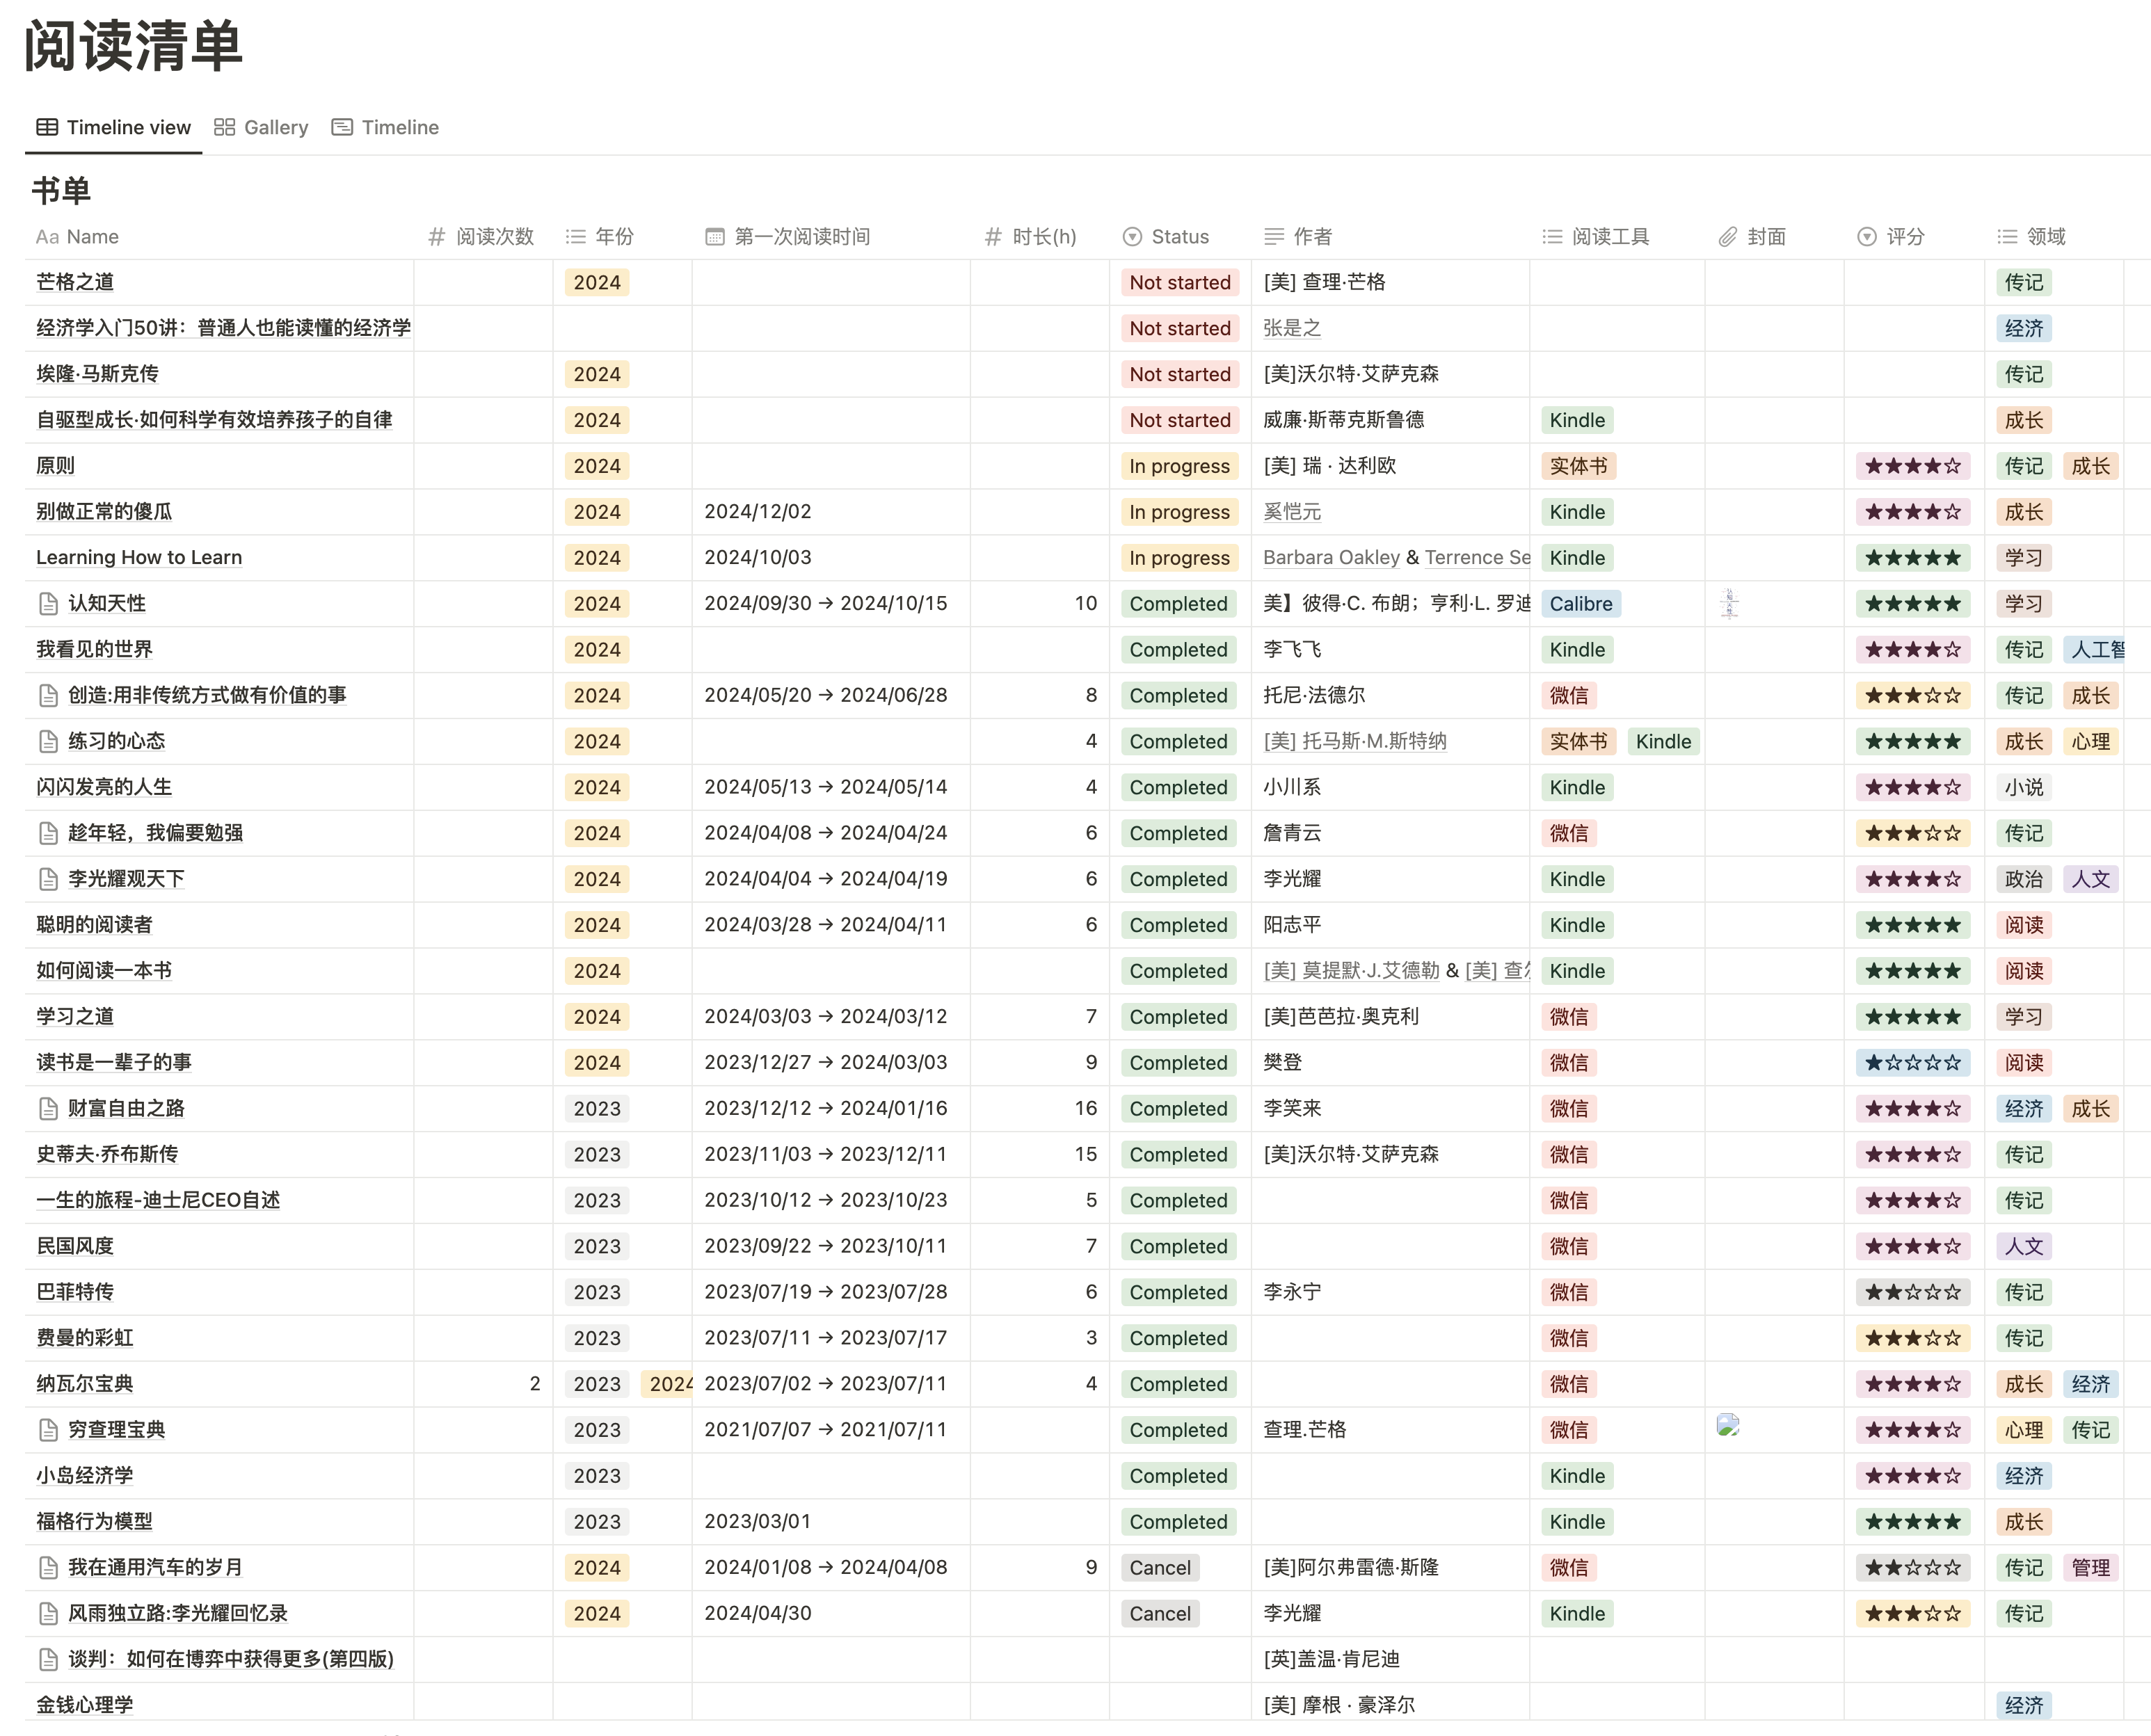 阅读清单
Timeline view Gallery Timeline
书单
Aa Name # 阅读次数 年份 第一次阅读时间 # 时长(h) Status 作者 阅读工具 封面 评分 领域
芒格之道 2024 Not started [美] 查理·芒格 传记
经济学入门50讲：普通人也能读懂的经济学 Not started 张是之 经济
埃隆·马斯克传 2024 Not started [美]沃尔特·艾萨克森 传记
自驱型成长·如何科学有效培养孩子的自律 2024 Not started 威廉·斯蒂克斯鲁德 Kindle 成长
原则 2024 In progress [美] 瑞 · 达利欧 实体书 ★★★★☆ 传记 成长
别做正常的傻瓜 2024 2024/12/02 In progress 奚恺元 Kindle ★★★★☆ 成长
Learning How to Learn 2024 2024/10/03 In progress Barbara Oakley & Terrence Se Kindle ★★★★★ 学习
认知天性 2024 2024/09/30 → 2024/10/15 10 Completed 美】彼得·C. 布朗；亨利·L. 罗迪 Calibre ★★★★★ 学习
我看见的世界 2024 Completed 李飞飞 Kindle ★★★★☆ 传记 人工智
创造:用非传统方式做有价值的事 2024 2024/05/20 → 2024/06/28 8 Completed 托尼·法德尔 微信 ★★★☆☆ 传记 成长
练习的心态 2024 4 Completed [美] 托马斯·M.斯特纳 实体书 Kindle ★★★★★ 成长 心理
闪闪发亮的人生 2024 2024/05/13 → 2024/05/14 4 Completed 小川系 Kindle ★★★★☆ 小说
趁年轻，我偏要勉强 2024 2024/04/08 → 2024/04/24 6 Completed 詹青云 微信 ★★★☆☆ 传记
李光耀观天下 2024 2024/04/04 → 2024/04/19 6 Completed 李光耀 Kindle ★★★★☆ 政治 人文
聪明的阅读者 2024 2024/03/28 → 2024/04/11 6 Completed 阳志平 Kindle ★★★★★ 阅读
如何阅读一本书 2024 Completed [美] 莫提默·J.艾德勒 & [美] 查尔 Kindle ★★★★★ 阅读
学习之道 2024 2024/03/03 → 2024/03/12 7 Completed [美]芭芭拉·奥克利 微信 ★★★★★ 学习
读书是一辈子的事 2024 2023/12/27 → 2024/03/03 9 Completed 樊登 微信 ★☆☆☆☆ 阅读
财富自由之路 2023 2023/12/12 → 2024/01/16 16 Completed 李笑来 微信 ★★★★☆ 经济 成长
史蒂夫·乔布斯传 2023 2023/11/03 → 2023/12/11 15 Completed [美]沃尔特·艾萨克森 微信 ★★★★☆ 传记
一生的旅程-迪士尼CEO自述 2023 2023/10/12 → 2023/10/23 5 Completed 微信 ★★★★☆ 传记
民国风度 2023 2023/09/22 → 2023/10/11 7 Completed 微信 ★★★★☆ 人文
巴菲特传 2023 2023/07/19 → 2023/07/28 6 Completed 李永宁 微信 ★★☆☆☆ 传记
费曼的彩虹 2023 2023/07/11 → 2023/07/17 3 Completed 微信 ★★★☆☆ 传记
纳瓦尔宝典 2 2023 2024 2023/07/02 → 2023/07/11 4 Completed 微信 ★★★★☆ 成长 经济
穷查理宝典 2023 2021/07/07 → 2021/07/11 Completed 查理.芒格 微信 ★★★★☆ 心理 传记
小岛经济学 2023 Completed Kindle ★★★★☆ 经济
福格行为模型 2023 2023/03/01 Completed Kindle ★★★★★ 成长
我在通用汽车的岁月 2024 2024/01/08 → 2024/04/08 9 Cancel [美]阿尔弗雷德·斯隆 微信 ★★☆☆☆ 传记 管理
风雨独立路:李光耀回忆录 2024 2024/04/30 Cancel 李光耀 Kindle ★★★☆☆ 传记
谈判：如何在博弈中获得更多(第四版) [英]盖温·肯尼迪
金钱心理学 [美] 摩根 · 豪泽尔 经济